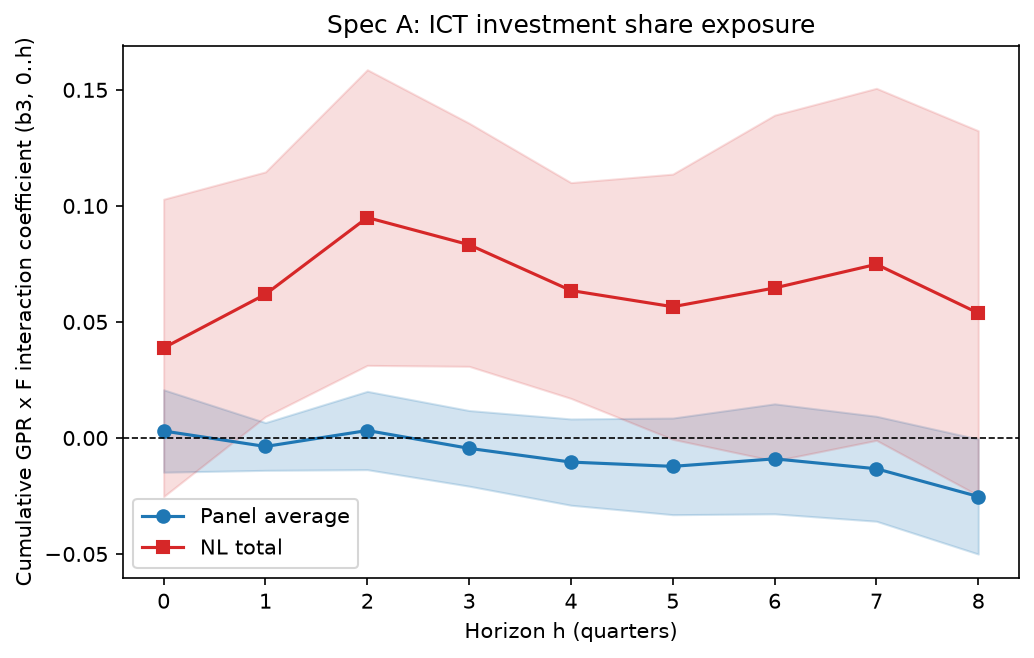 Spec A: ICT investment share exposure
Cumulative GPR x F interaction coefficient (b3, 0..h)
0.15
0.10
0.05
0.00
−0.05
Panel average
NL total
0 1 2 3 4 5 6 7 8
Horizon h (quarters)